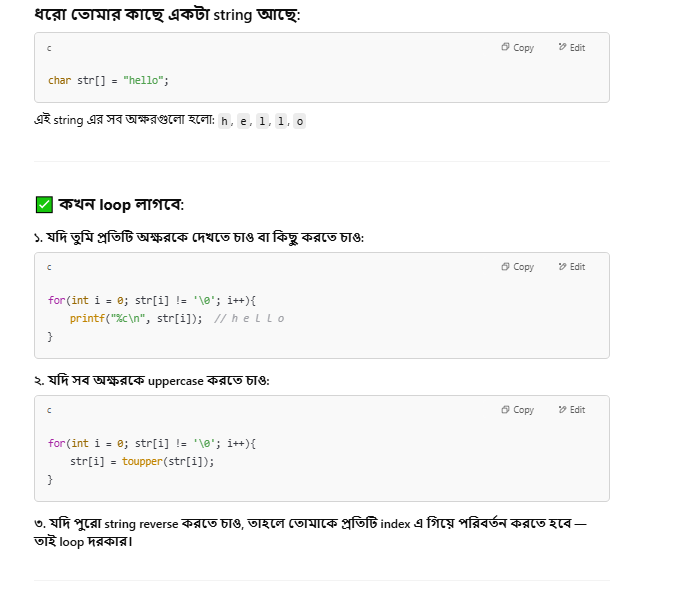 ধরো তোমার কাছে একটা string আছে:
c Copy Edit
char str[] = "hello";
এই string এর সব অক্ষরগুলো হলো: h, e, l, l, o
✅ কখন loop লাগবে:
১. যদি তুমি প্রতিটি অক্ষরকে দেখতে চাও বা কিছু করতে চাও:
c Copy Edit
for(int i = 0; str[i] != '\0'; i++){
printf("%c\n", str[i]); // h e l l o
}
২. যদি সব অক্ষরকে uppercase করতে চাও:
c Copy Edit
for(int i = 0; str[i] != '\0'; i++){
str[i] = toupper(str[i]);
}
৩. যদি পুরো string reverse করতে চাও, তাহলে তোমাকে প্রতিটি index এ গিয়ে পরিবর্তন করতে হবে —
তাই loop দরকার।